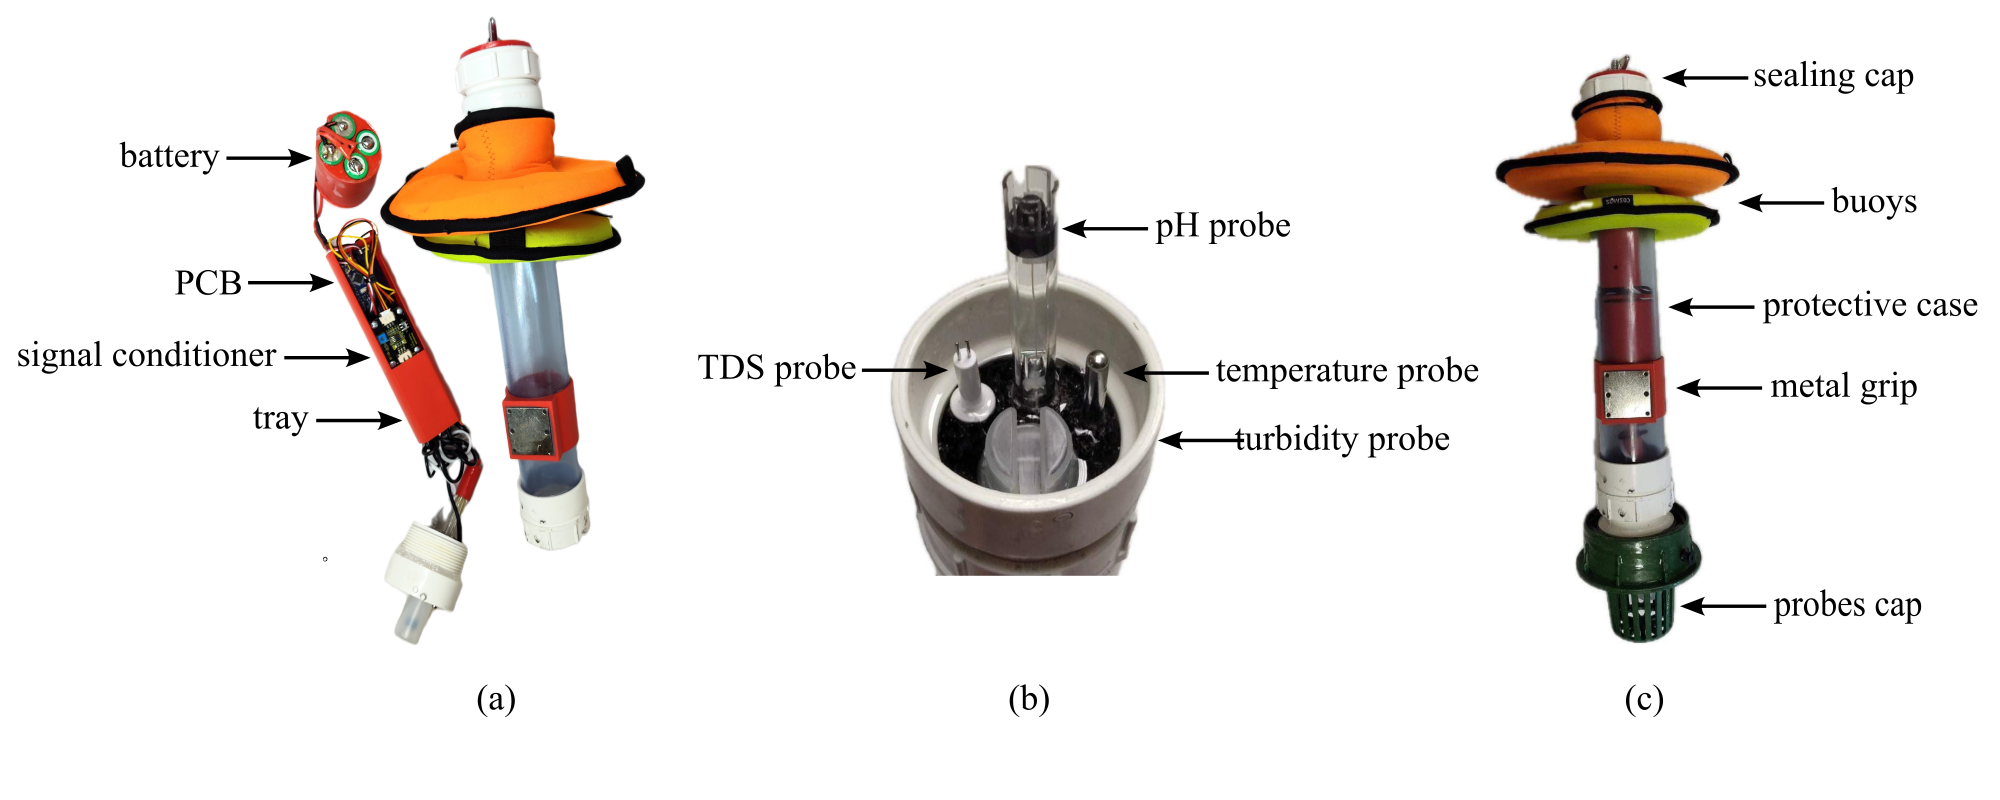 battery
PCB
signal conditioner
tray
(a)
pH probe
TDS probe
temperature probe
turbidity probe
(b)
sealing cap
buoys
protective case
metal grip
probes cap
(c)